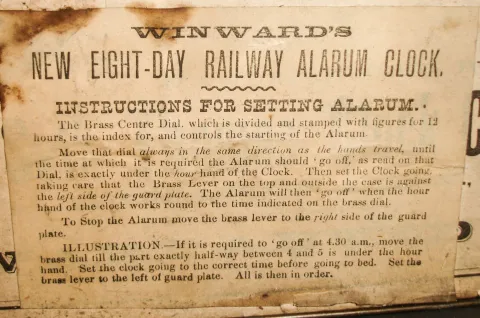 WINWARD'S
NEW EIGHT-DAY RAILWAY ALARUM CLOCK.
INSTRUCTIONS FOR SETTING ALARUM.
The Brass Centre Dial, which is divided and stamped with figures for 12
hours, is the index for, and controls the starting of the Alarum.
Move that dial always in the same direction as the hands travel, until
the time at which it is required the Alarum should 'go off,' as read on that
Dial, is exactly under the hour hand of the Clock. Then set the Clock going,
taking care that the Brass Lever on the top and outside the case is against
the left side of the guard plate. The Alarum will then 'go off' when the hour
hand of the clock works round to the time indicated on the brass dial.
To Stop the Alarum move the brass lever to the right side of the guard
plate.
ILLUSTRATION.—If it is required to 'go off' at 4.30 a.m., move the
brass dial till the part exactly half-way between 4 and 5 is under the hour
hand. Set the clock going to the correct time before going to bed. Set the
brass lever to the left of guard plate. All is then in order.